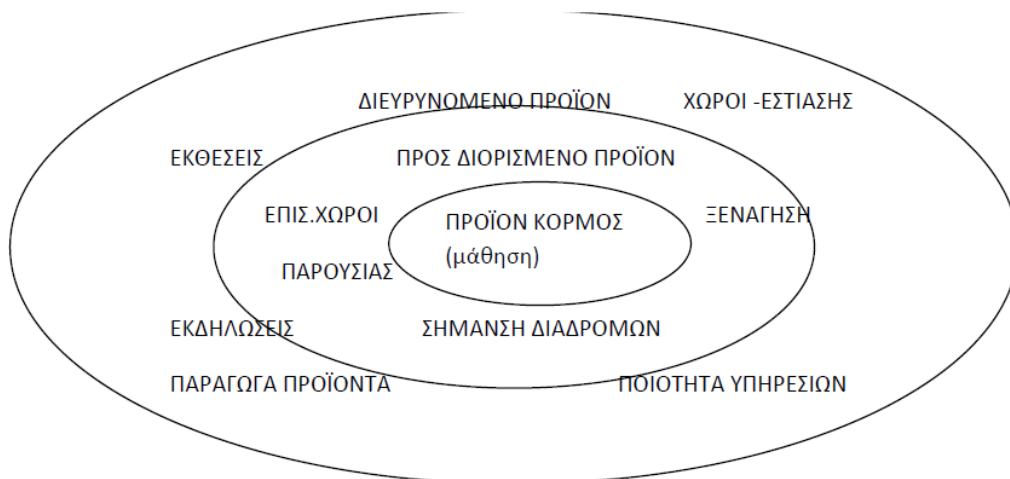 ΔΙΕΥΡΥΝΟΜΕΝΟ ΠΡΟΪΟΝ ΧΩΡΟΙ -ΕΣΤΙΑΣΗΣ
ΕΚΘΕΣΕΙΣ ΠΡΟΣ ΔΙΟΡΙΣΜΕΝΟ ΠΡΟΪΟΝ
ΕΠΙΣ.ΧΩΡΟΙ ΠΡΟΪΟΝ ΚΟΡΜΟΣ ΞΕΝΑΓΗΣΗ
(μάθηση)
ΠΑΡΟΥΣΙΑΣ
ΕΚΔΗΛΩΣΕΙΣ ΣΗΜΑΝΣΗ ΔΙΑΔΡΟΜΩΝ
ΠΑΡΑΓΩΓΑ ΠΡΟΪΟΝΤΑ ΠΟΙΟΤΗΤΑ ΥΠΗΡΕΣΙΩΝ